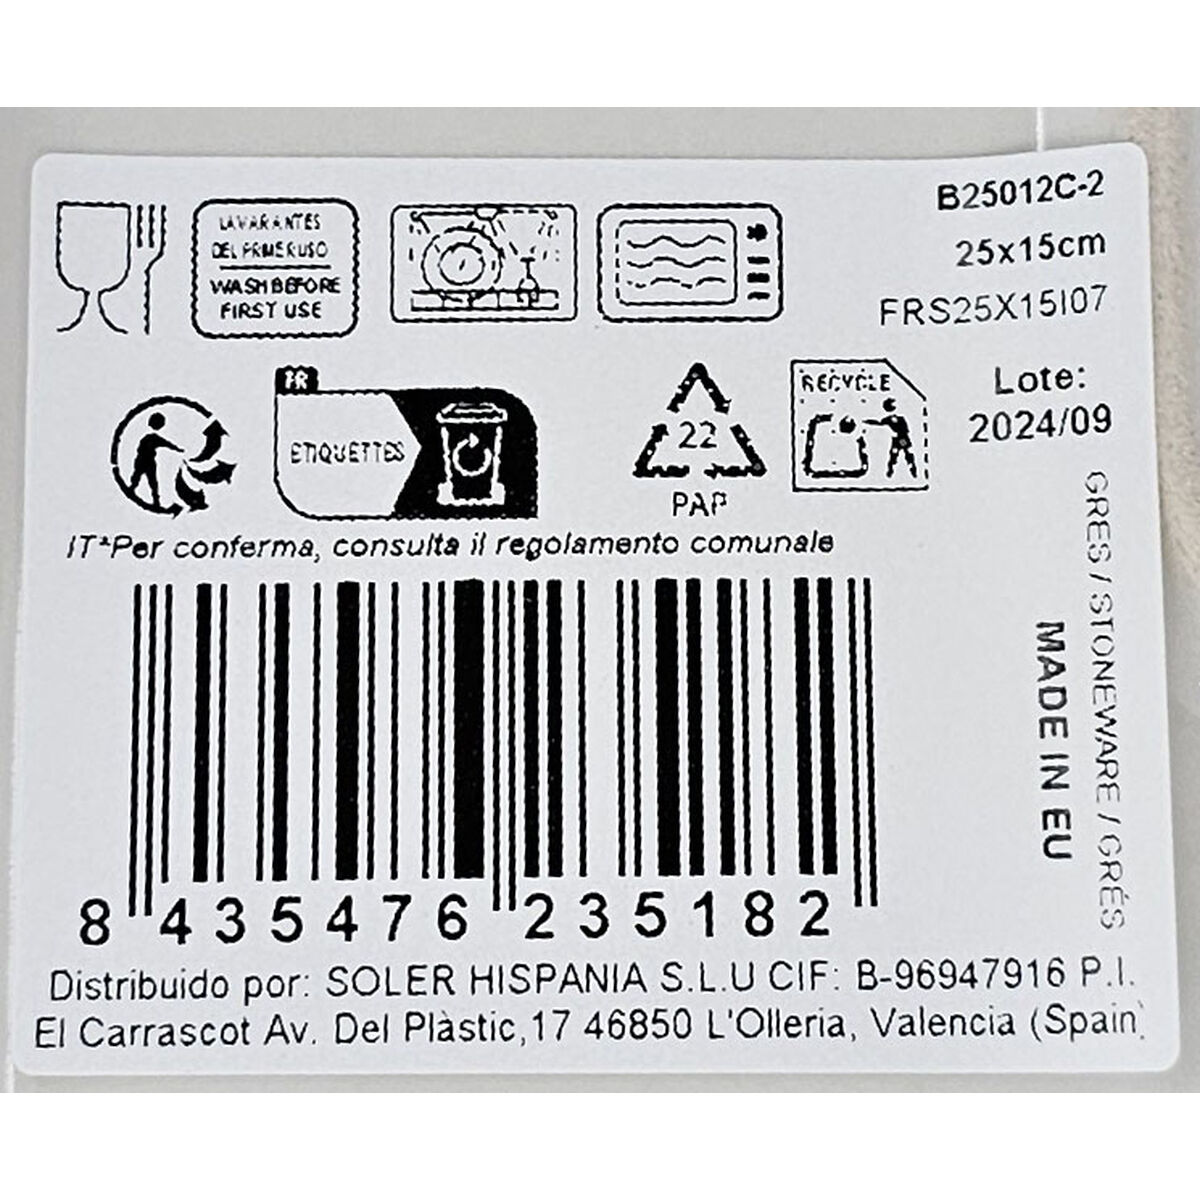 LAVAR ANTES
DEL PRIMER USO
WASH BEFORE
FIRST USE
B25012C-2
25x15cm
FRS25X15I07
Lote:
2024/09
FR
ETIQUETTES
22
PAP
RECYCLE
IT*Per conferma, consulta il regolamento comunale
GRES / STONEWARE / GRÉS
MADE IN EU
8 435476 235182
Distribuido por: SOLER HISPANIA S.L.U CIF: B-96947916 P.I.
El Carrascot Av. Del Plàstic,17 46850 L'Olleria, Valencia (Spain)